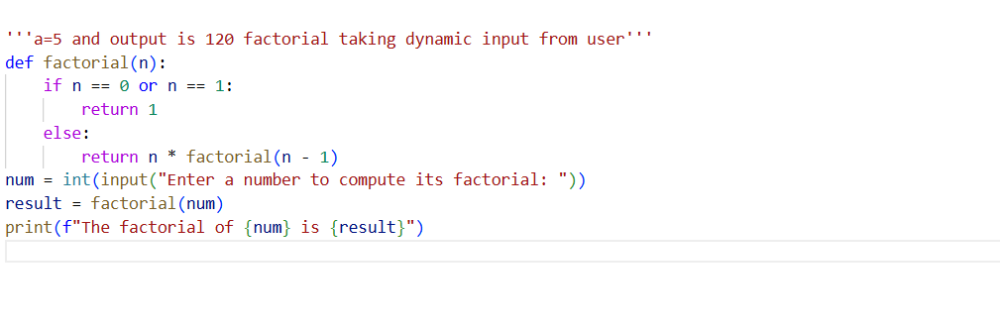 '''a=5 and output is 120 factorial taking dynamic input from user'''
def factorial(n):
    if n == 0 or n == 1:
        return 1
    else:
        return n * factorial(n - 1)
num = int(input("Enter a number to compute its factorial: "))
result = factorial(num)
print(f"The factorial of {num} is {result}")